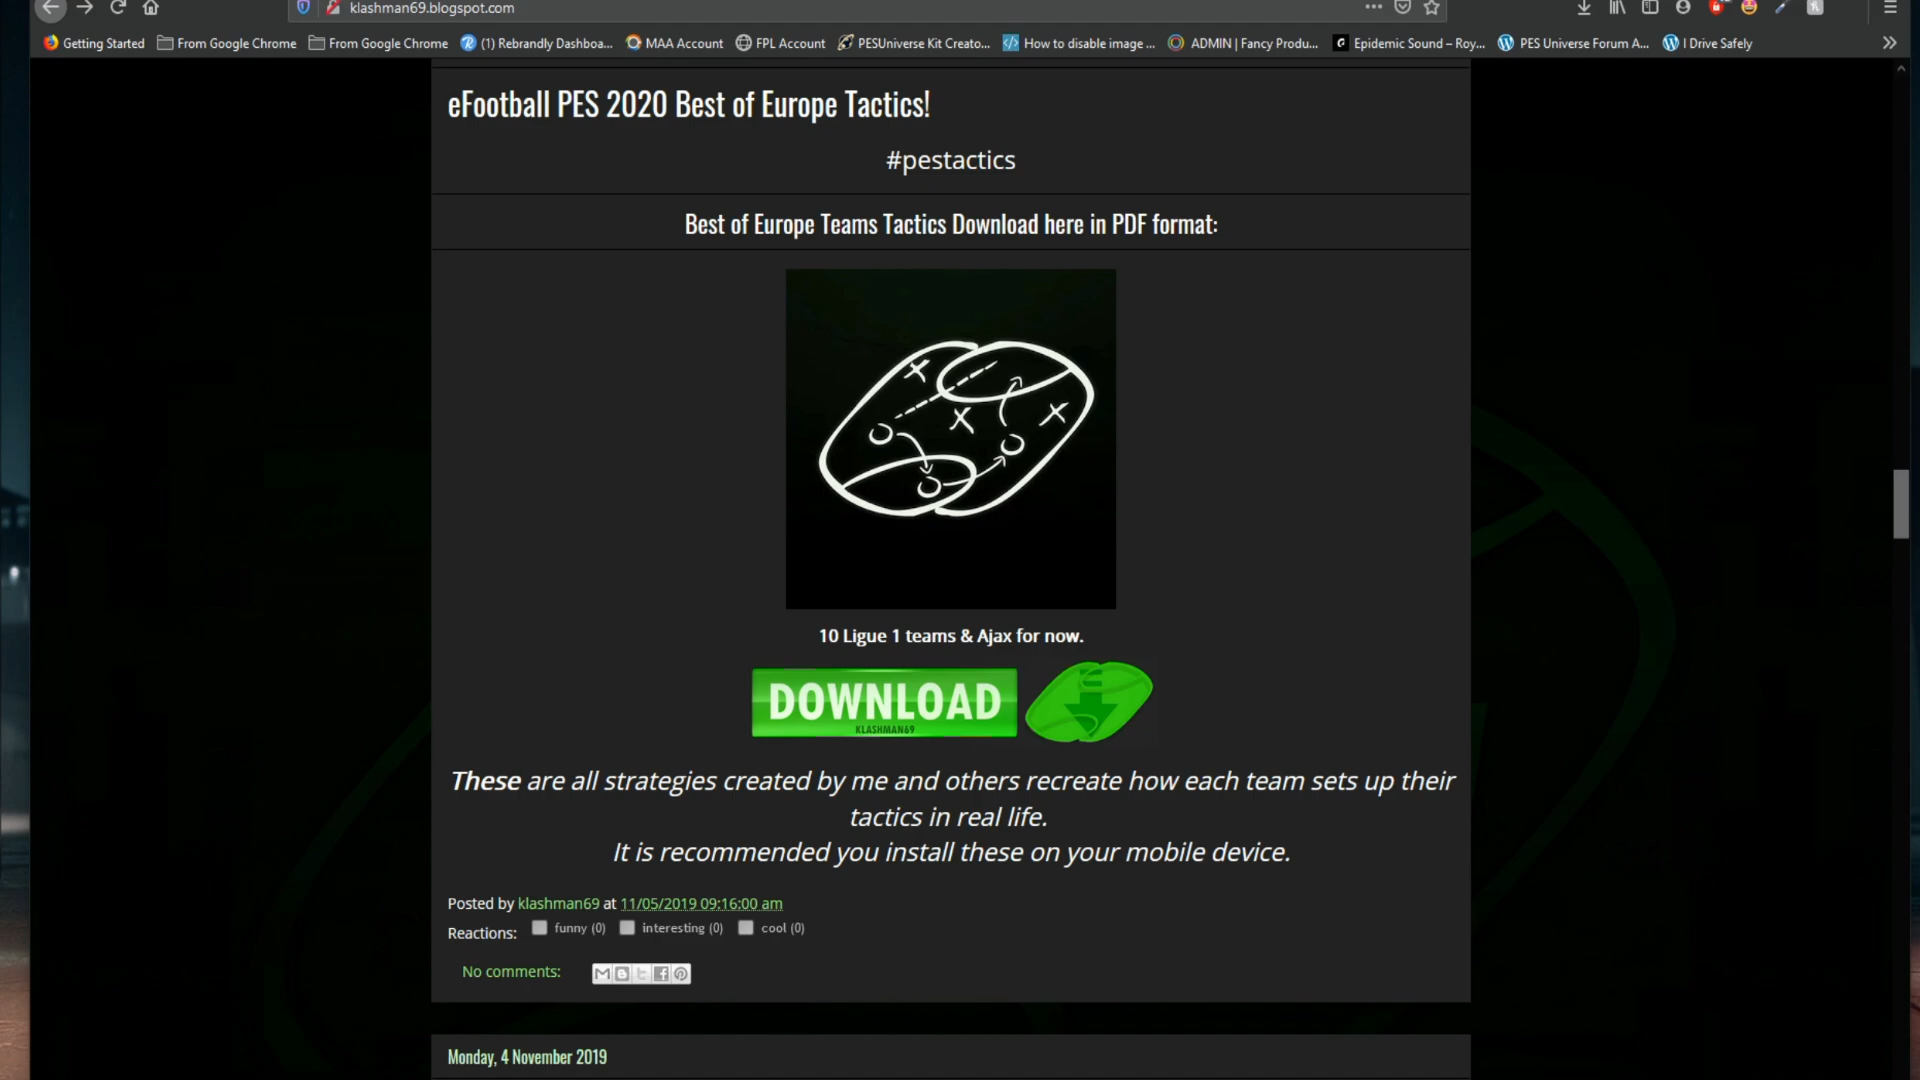 klashman69.blogspot.com
Getting Started
From Google Chrome
From Google Chrome
(1) Rebrandly Dashboa...
MAA Account
FPL Account
PESUniverse Kit Creato...
How to disable image ...
ADMIN | Fancy Produ...
Epidemic Sound – Roy...
PES Universe Forum A...
I Drive Safely
eFootball PES 2020 Best of Europe Tactics!
#pestactics
Best of Europe Teams Tactics Download here in PDF format:
10 Ligue 1 teams & Ajax for now.
DOWNLOAD
KLASHMAN69
These are all strategies created by me and others recreate how each team sets up their
tactics in real life.
It is recommended you install these on your mobile device.
Posted by klashman69 at 11/05/2019 09:16:00 am
Reactions: funny (0) interesting (0) cool (0)
No comments:
Monday, 4 November 2019